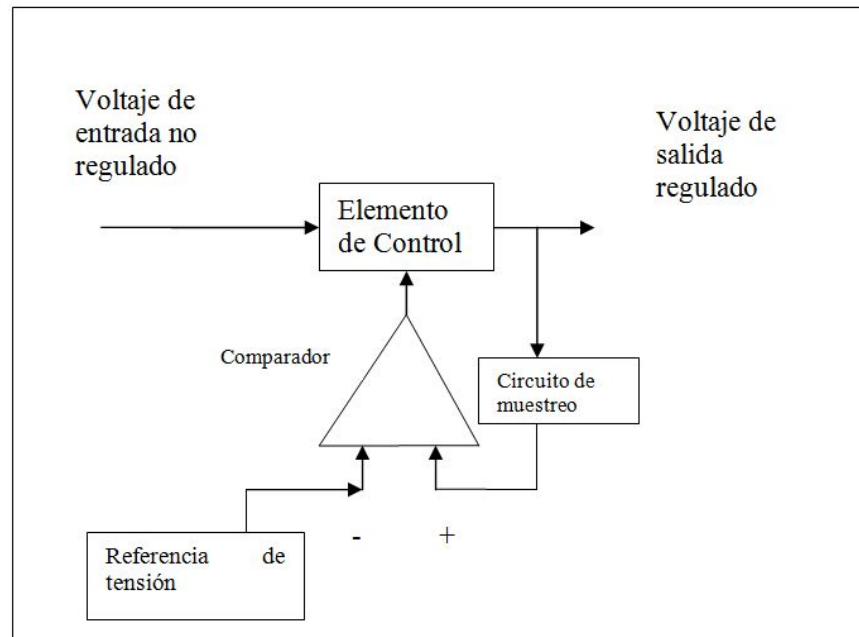 Voltaje de
entrada no
regulado
Voltaje de
salida
regulado
Elemento
de Control
Comparador
Circuito de
muestreo
- +
Referencia de
tensión